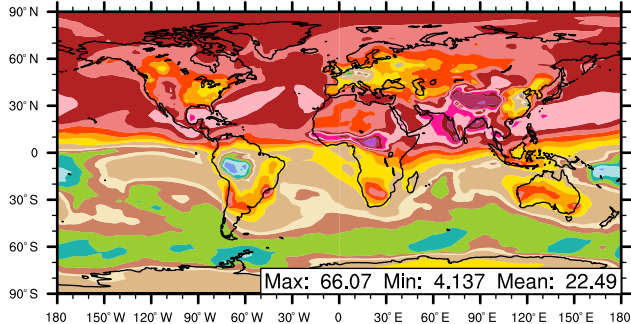 90° N
60° N
30° N
0
30° S
60° S
90° S
Max: 66.07 Min: 4.137 Mean: 22.49
180 150° W 120° W 90° W 60° W 30° W 0 30° E 60° E 90° E 120° E 150° E 180